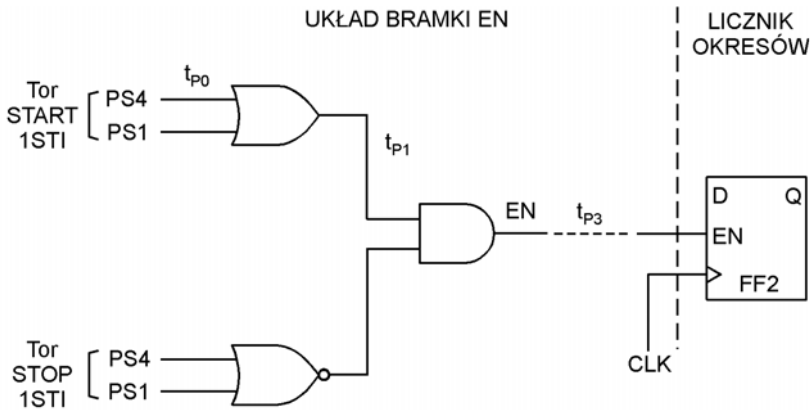 UKŁAD BRAMKI EN
LICZNIK
OKRESÓW
Tor
START
1STI
PS4
PS1
tP0
tP1
EN
tP3
D
Q
EN
FF2
CLK
Tor
STOP
1STI
PS4
PS1